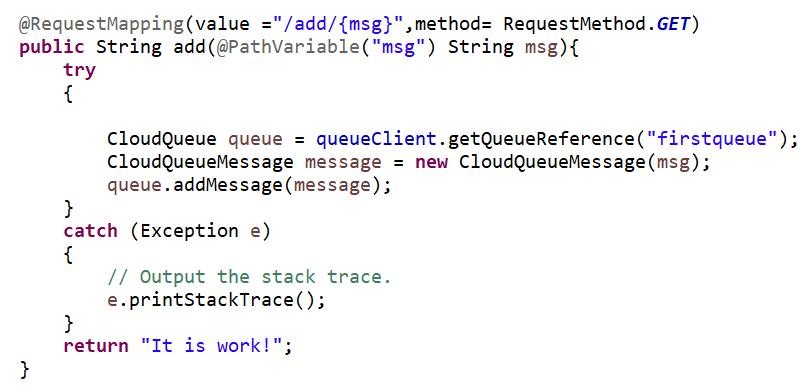 @RequestMapping(value ="/add/{msg}",method= RequestMethod.GET)
public String add(@PathVariable("msg") String msg){
    try
    {

        CloudQueue queue = queueClient.getQueueReference("firstqueue");
        CloudQueueMessage message = new CloudQueueMessage(msg);
        queue.addMessage(message);
    }
    catch (Exception e)
    {
        // Output the stack trace.
        e.printStackTrace();
    }
    return "It is work!";
}